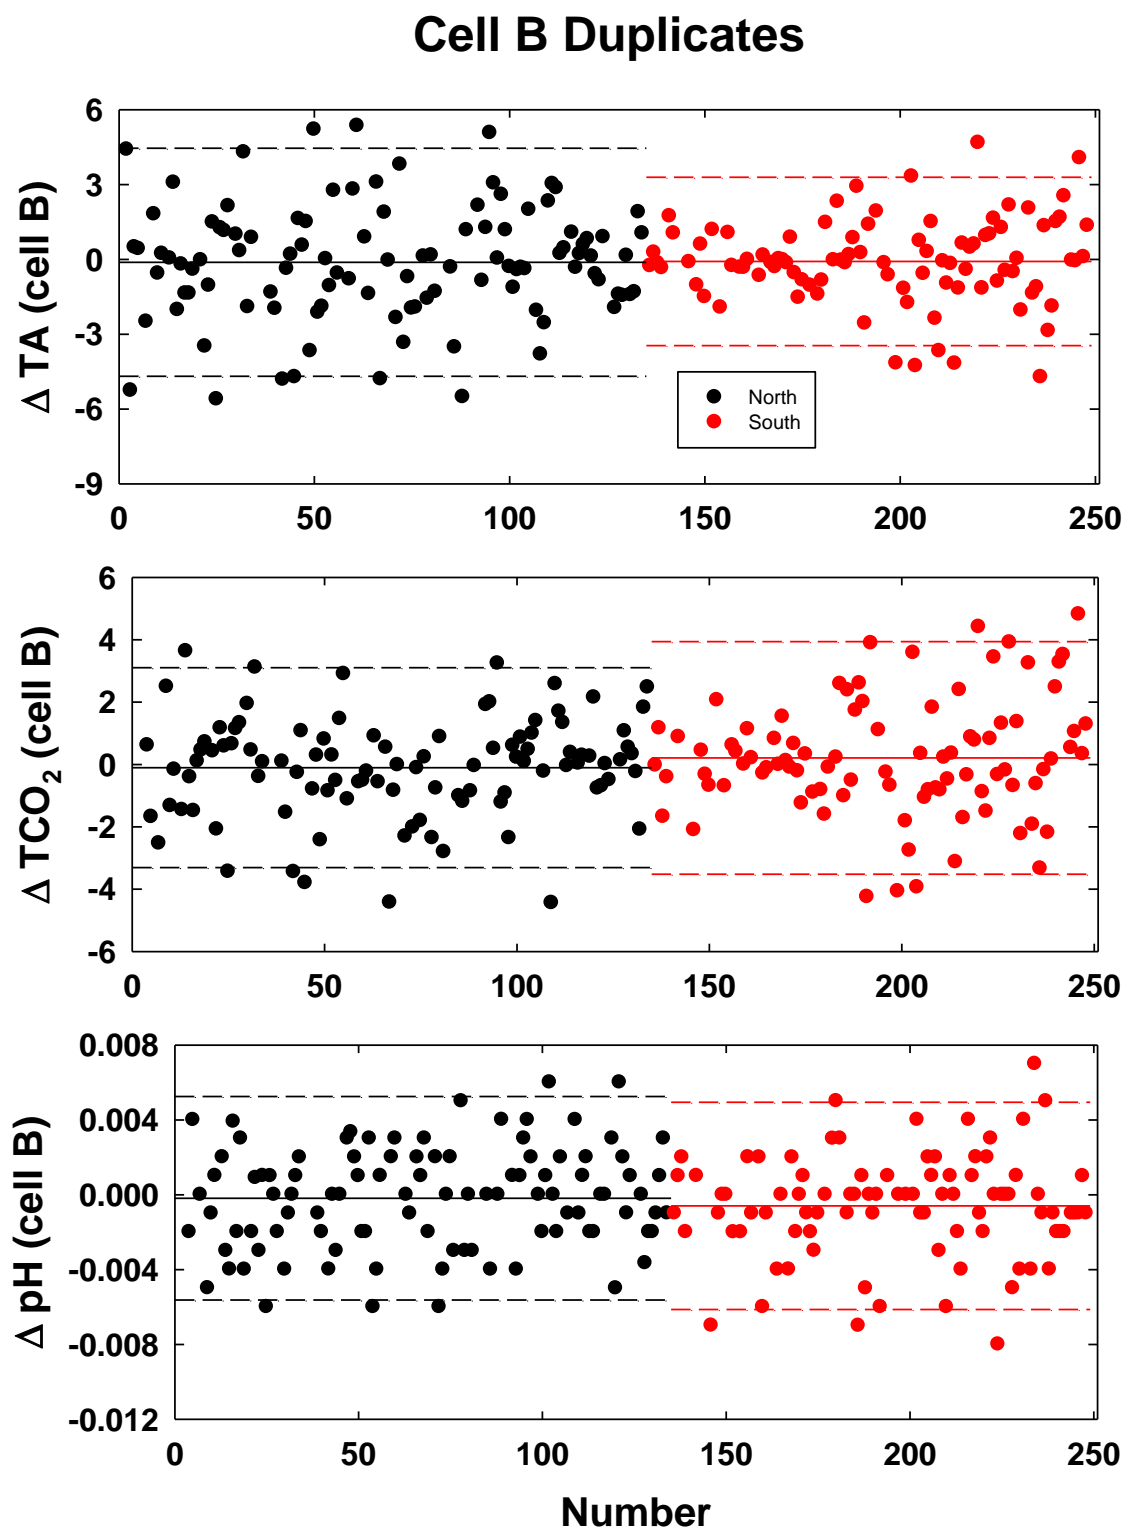 Cell B Duplicates
6
3
0
-3
-6
-9
Δ TA (cell B)
North
South
0 50 100 150 200 250
6
4
2
0
-2
-4
-6
Δ TCO₂ (cell B)
0 50 100 150 200 250
0.008
0.004
0.000
-0.004
-0.008
-0.012
Δ pH (cell B)
0 50 100 150 200 250
Number